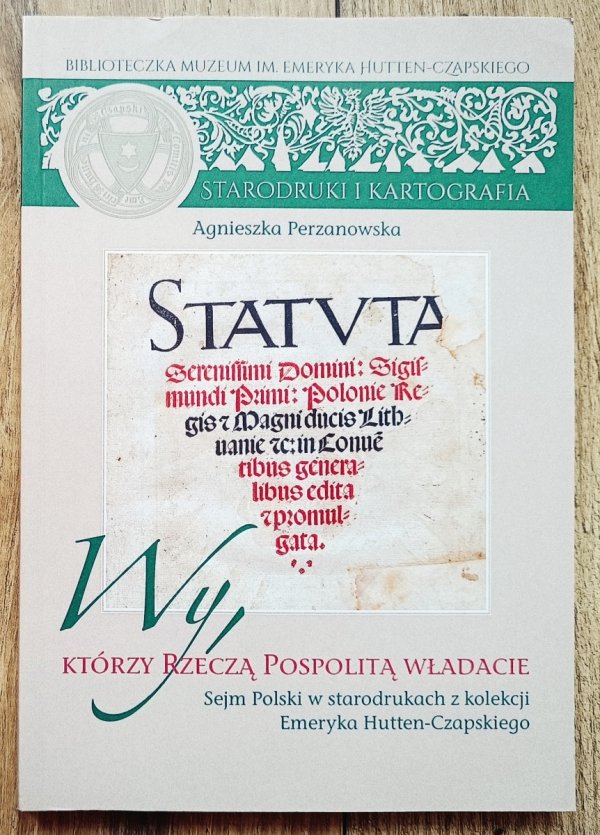 BIBLIOTECZKA MUZEUM IM. EMERYKA HUTTEN-CZAPSKIEGO
STARODRUKI I KARTOGRAFIA
Agnieszka Perzanowska
STATVTA
Sereniſſimi Domini: Sigiſ-
mundi Primi: Polonie Re-
gis ⁊ Magni ducis Lith-
uanie ⁊c: in Conuē
tibus genera-
libus edita
⁊ promul-
gata.
Wy,
KTÓRZY RZECZĄ POSPOLITĄ WŁADACIE
Sejm Polski w starodrukach z kolekcji
Emeryka Hutten-Czapskiego